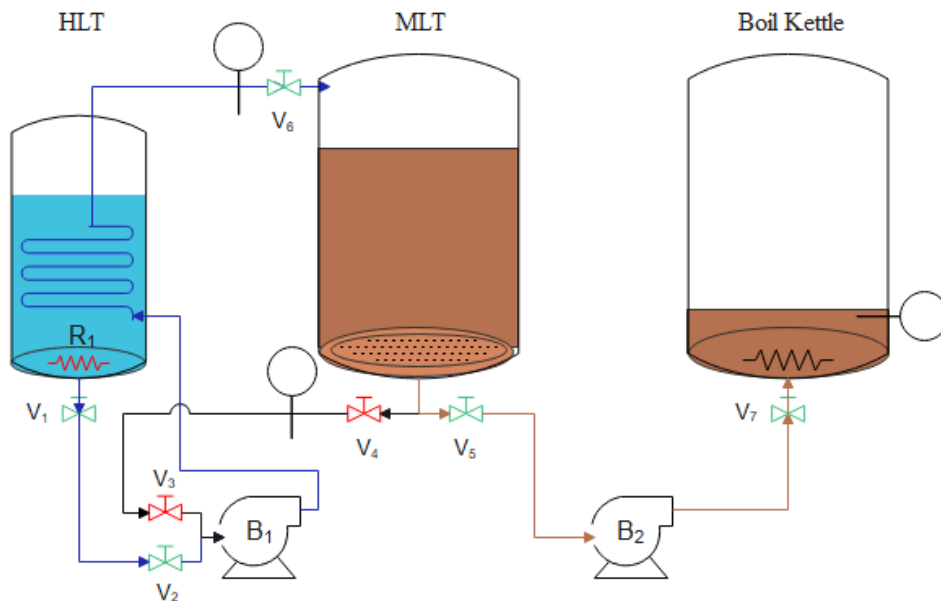 HLT
MLT
Boil Kettle
V₆
R₁
V₁
V₄
V₅
V₇
V₃
B₁
B₂
V₂